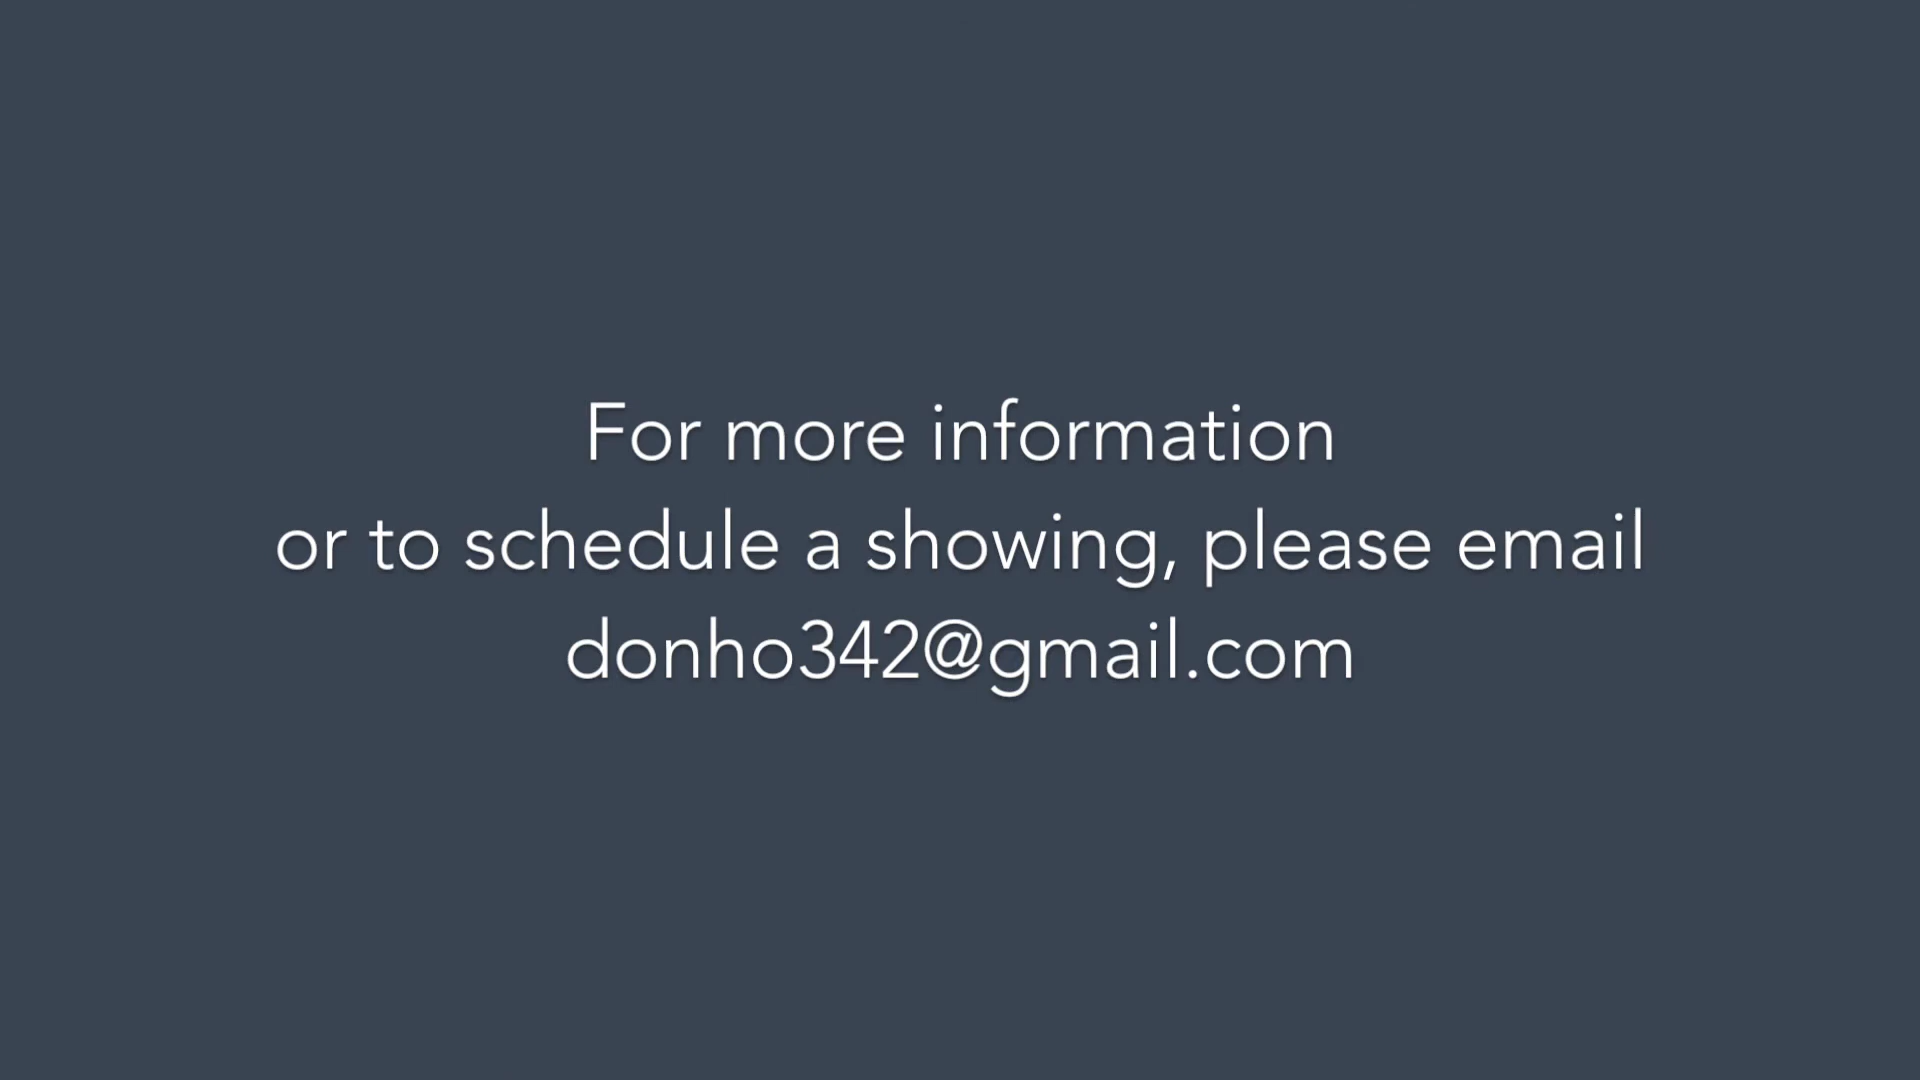 For more information
or to schedule a showing, please email
donho342@gmail.com